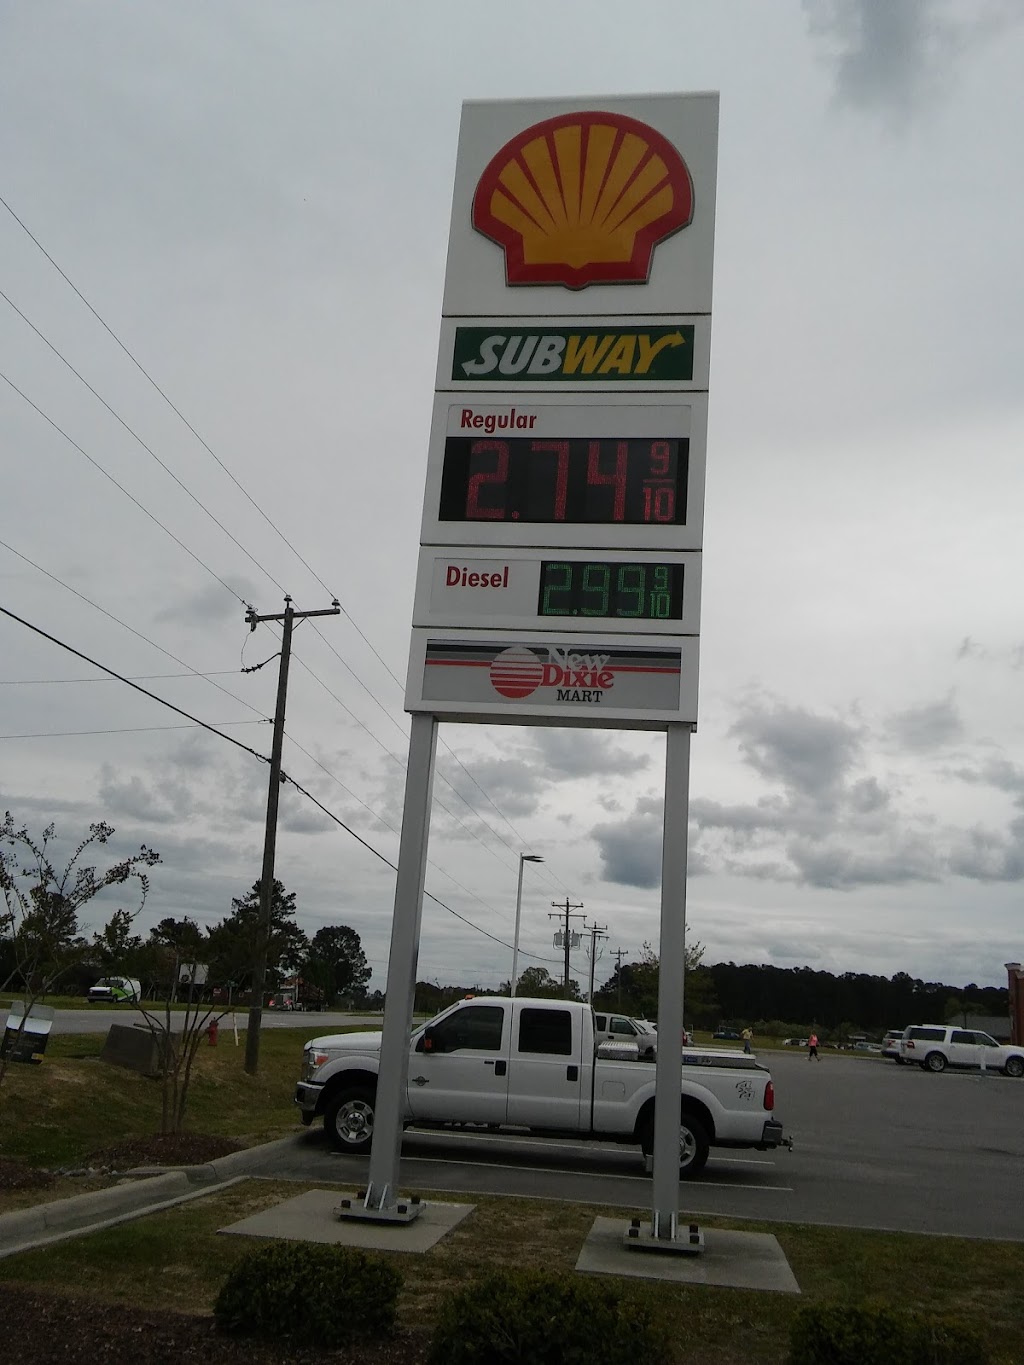 SUBWAY
Regular
2.74 9/10
Diesel
2.99 9/10
New
Dixie
MART